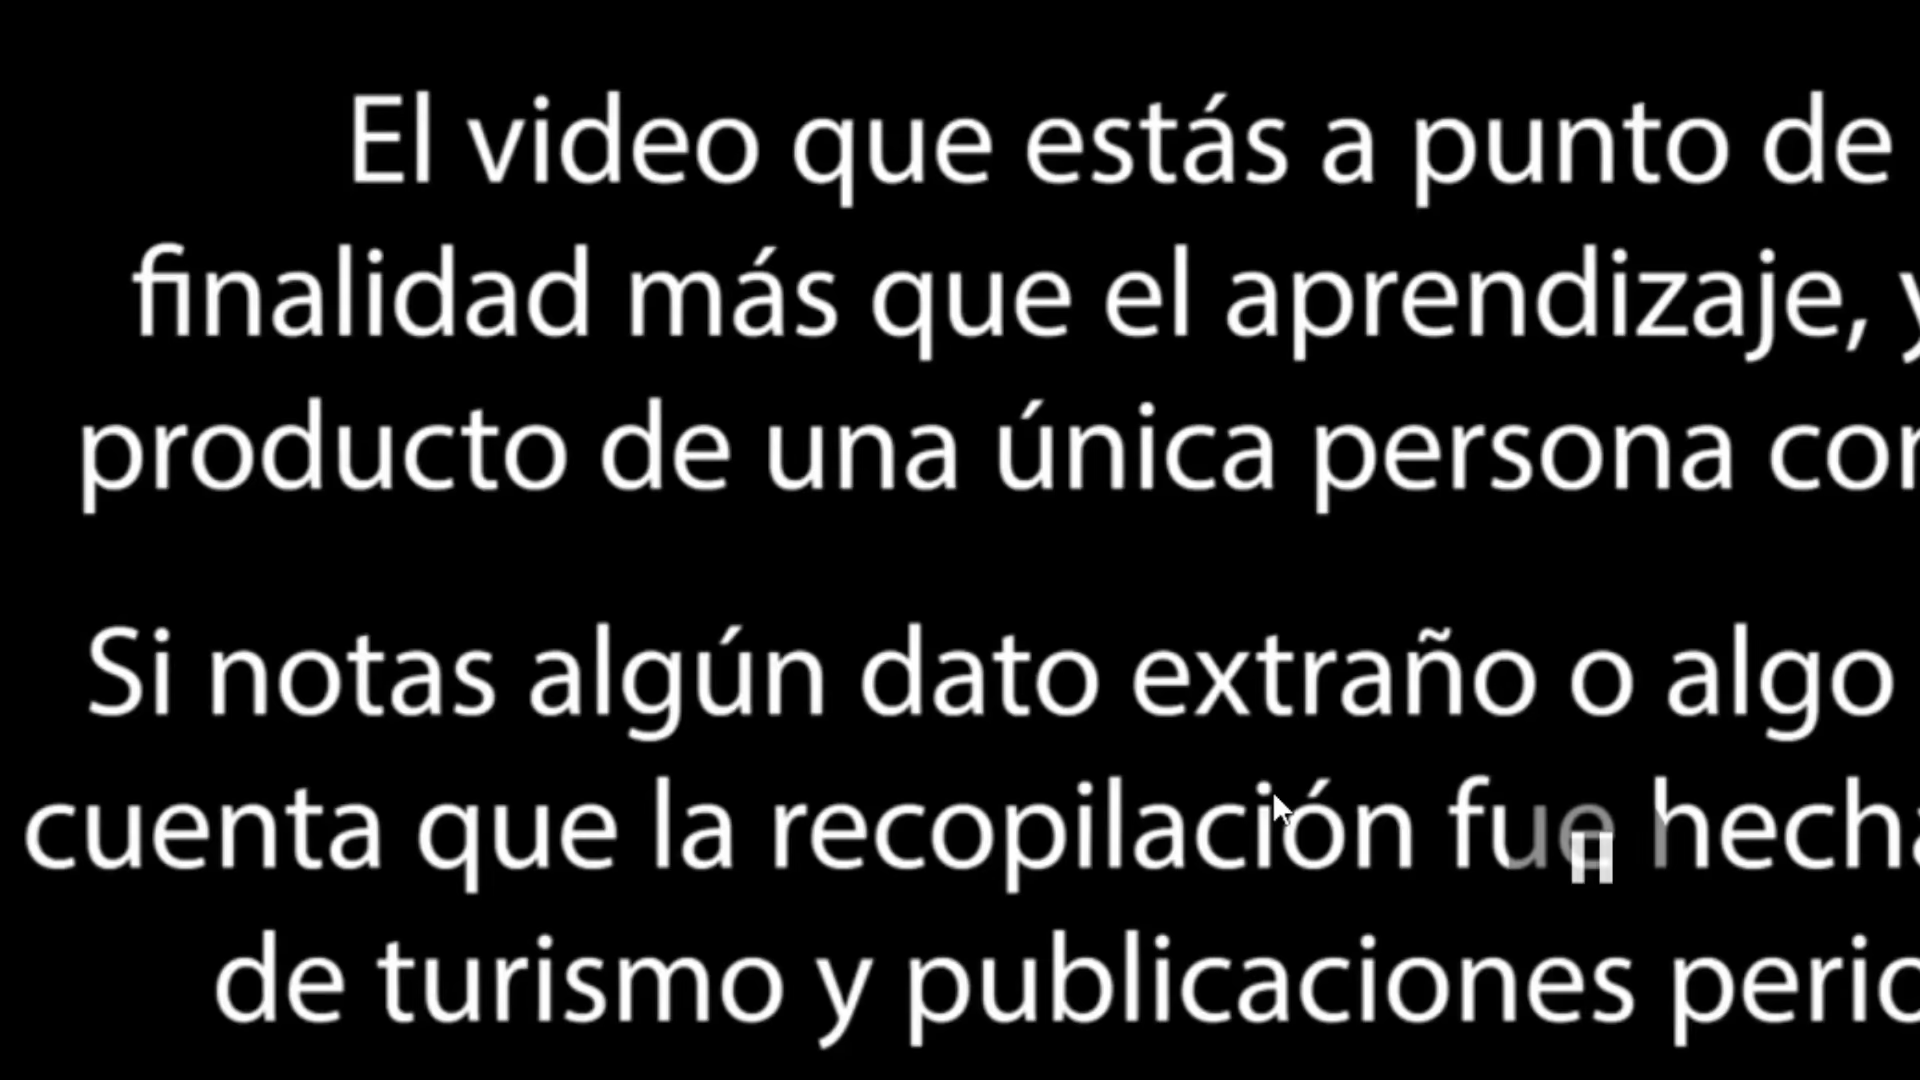 El video que estás a punto de
finalidad más que el aprendizaje,
producto de una única persona
Si notas algún dato extraño o algo
cuenta que la recopilación fue
de turismo y publicaciones